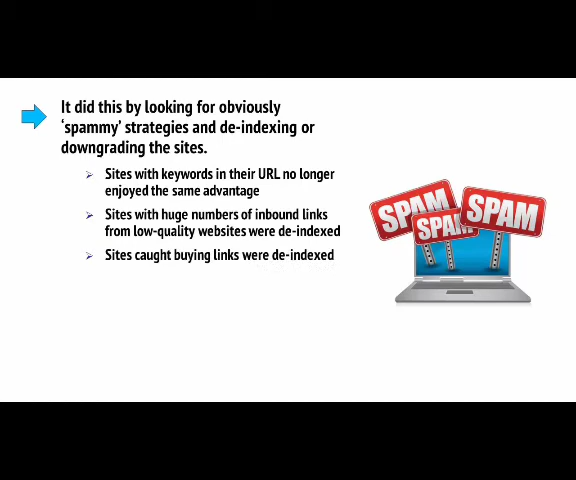 It did this by looking for obviously
‘spammy’ strategies and de-indexing or
downgrading the sites.
Sites with keywords in their URL no longer
enjoyed the same advantage
Sites with huge numbers of inbound links
from low-quality websites were de-indexed
Sites caught buying links were de-indexed
SPAM
SPAM
SPAM